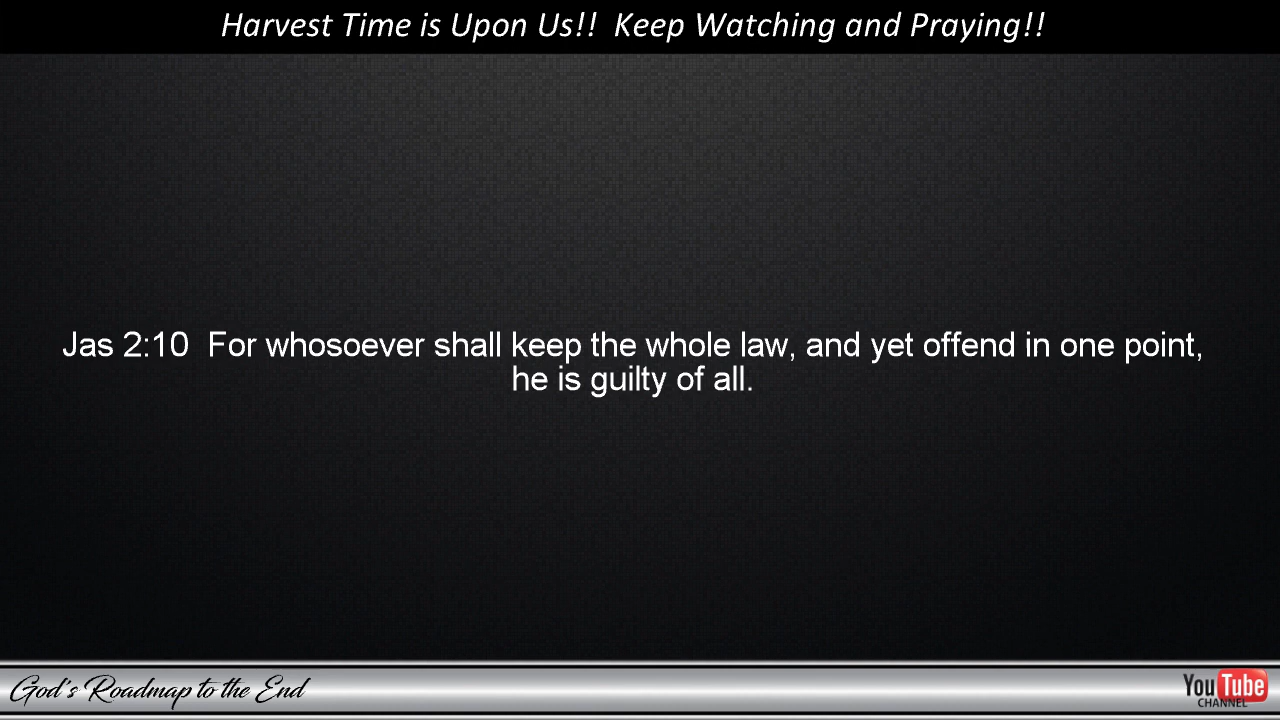 Harvest Time is Upon Us!!  Keep Watching and Praying!!
Jas 2:10  For whosoever shall keep the whole law, and yet offend in one point,
he is guilty of all.
God's Roadmap to the End
YouTube
CHANNEL